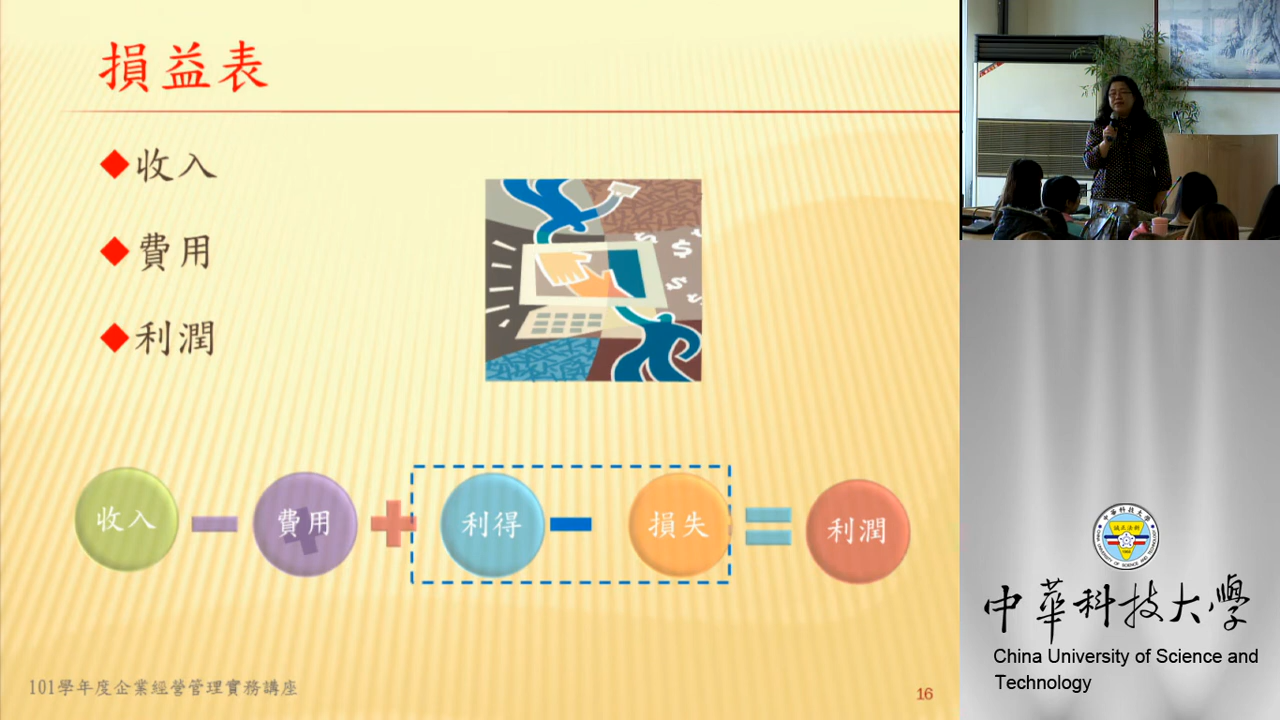 損益表
收入
費用
利潤
收入 費用 利得 損失 利潤
101學年度企業經營管理實務講座
16
中華科技大學
China University of Science and
Technology